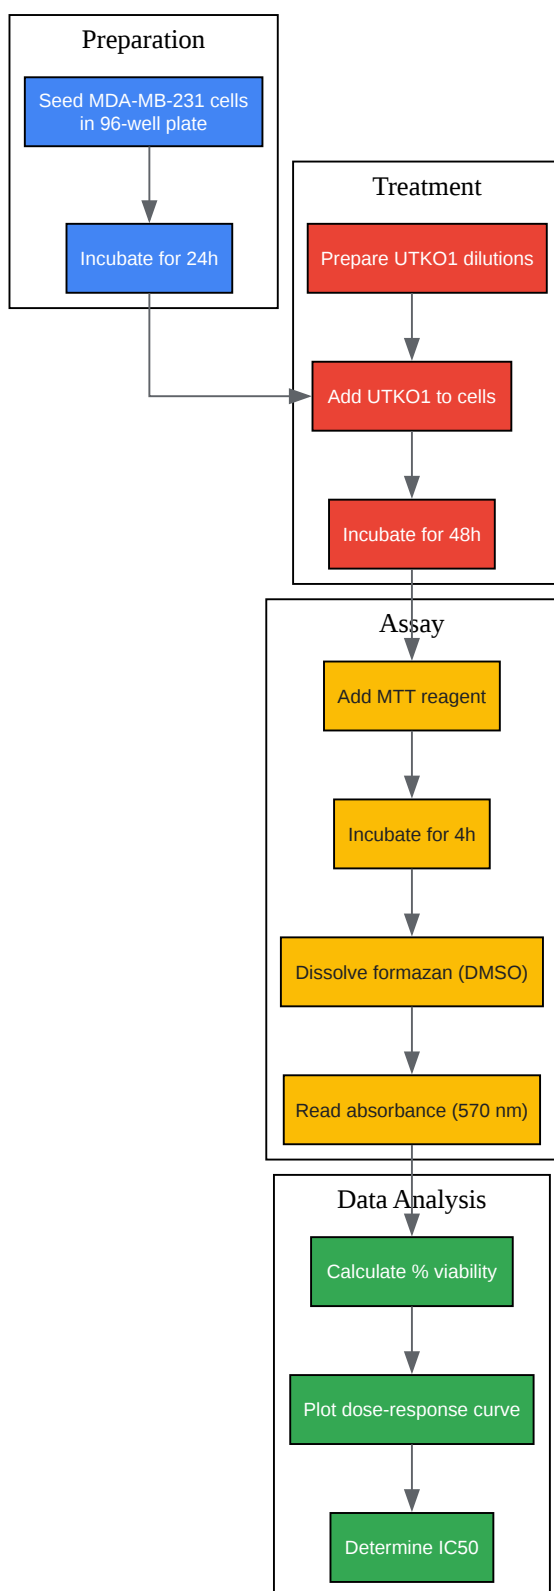 Preparation
Seed MDA-MB-231 cells
in 96-well plate
Incubate for 24h
Treatment
Prepare UTKO1 dilutions
Add UTKO1 to cells
Incubate for 48h
Assay
Add MTT reagent
Incubate for 4h
Dissolve formazan (DMSO)
Read absorbance (570 nm)
Data Analysis
Calculate % viability
Plot dose-response curve
Determine IC50